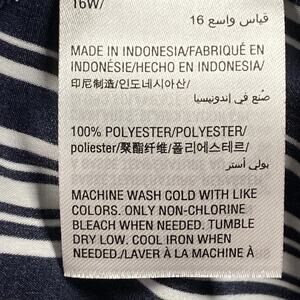 16W/
قياس واسع 16
MADE IN INDONESIA/FABRIQUÉ EN
INDONÉSIE/HECHO EN INDONESIA/
印尼制造/인도네시아산/
صُنع في إندونيسيا
100% POLYESTER/POLYESTER/
poliester/聚酯纤维/폴리에스테르/
بولي أستر
MACHINE WASH COLD WITH LIKE
COLORS. ONLY NON-CHLORINE
BLEACH WHEN NEEDED. TUMBLE
DRY LOW. COOL IRON WHEN
NEEDED./LAVER À LA MACHINE À